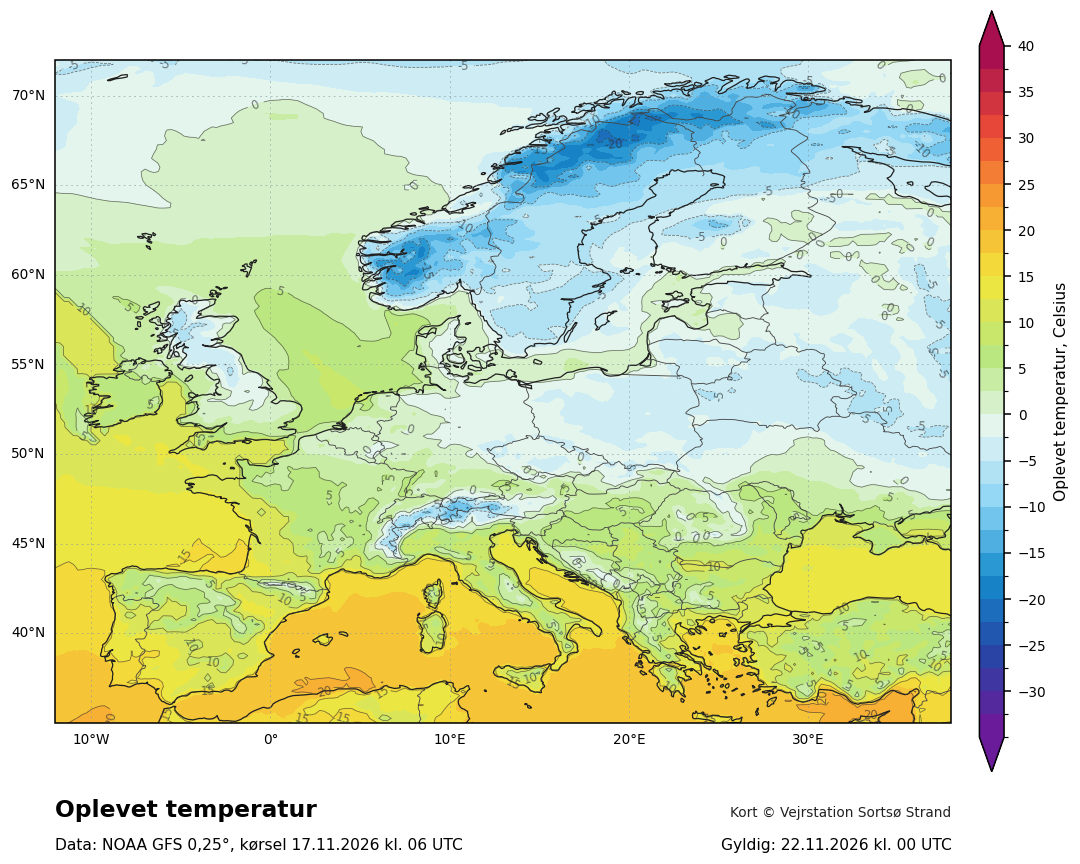 40
35
30
25
20
15
10
5
0
−5
−10
−15
−20
−25
−30
Oplevet temperatur, Celsius
70°N
65°N
60°N
55°N
50°N
45°N
40°N
10°W
0°
10°E
20°E
30°E
Oplevet temperatur
Kort © Vejrstation Sortsø Strand
Data: NOAA GFS 0,25°, kørsel 17.11.2026 kl. 06 UTC
Gyldig: 22.11.2026 kl. 00 UTC